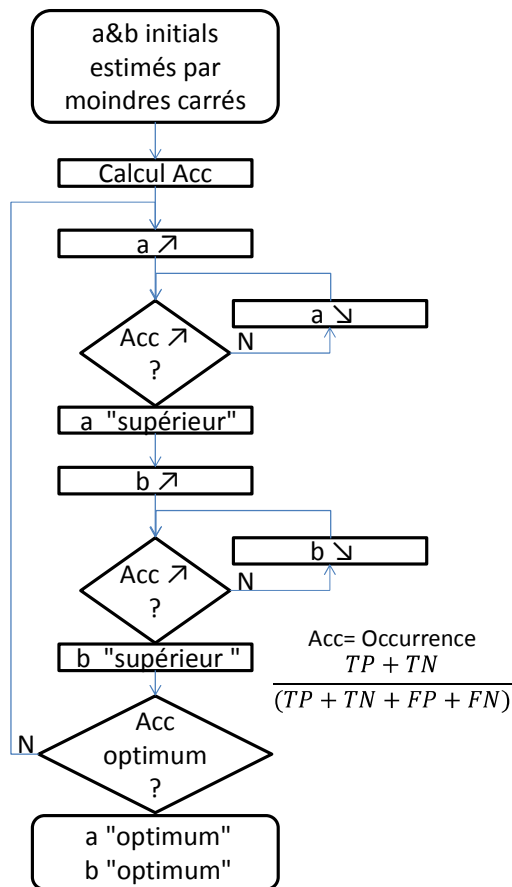 a&b initials
estimés par
moindres carrés
Calcul Acc
a ↗
Acc ↗
?
N
a ↘
a "supérieur"
b ↗
Acc ↗
?
N
b ↘
b "supérieur "
Acc= Occurrence
TP + TN
(TP + TN + FP + FN)
N
Acc
optimum
?
a "optimum"
b "optimum"